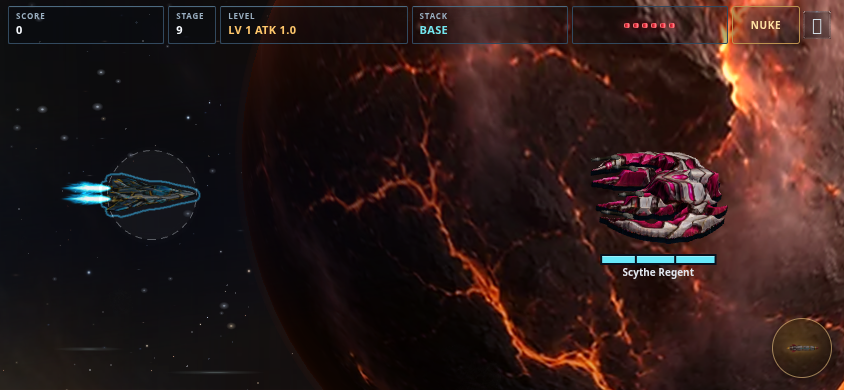 SCORE
0
STAGE
9
LEVEL
LV 1 ATK 1.0
STACK
BASE
NUKE
Scythe Regent